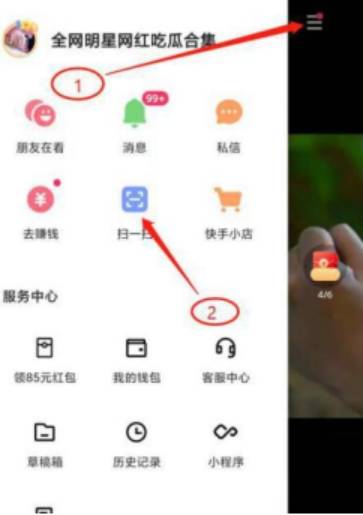 全网明星网红吃瓜合集
1
99+
朋友在看 消息 私信
去赚钱 扫一扫 快手小店
4/6
服务中心
2
领85元红包 我的钱包 客服中心
草稿箱 历史记录 小程序